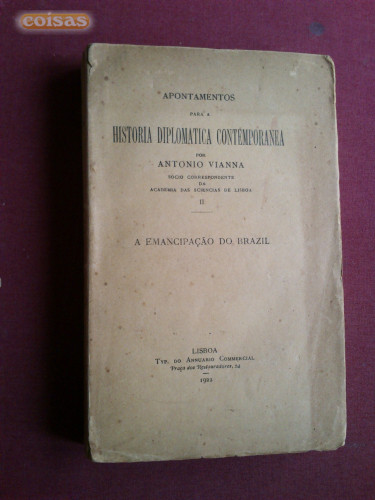 coisas
APONTAMENTOS
PARA A
HISTORIA DIPLOMATICA CONTEMPORANEA
POR
ANTONIO VIANNA
SOCIO CORRESPONDENTE
DA
ACADEMIA DAS SCIENCIAS DE LISBOA
II
A EMANCIPAÇÃO DO BRAZIL
LISBOA
TYP. DO ANNUARIO COMMERCIAL
Praça dos Restauradores, 24
1922